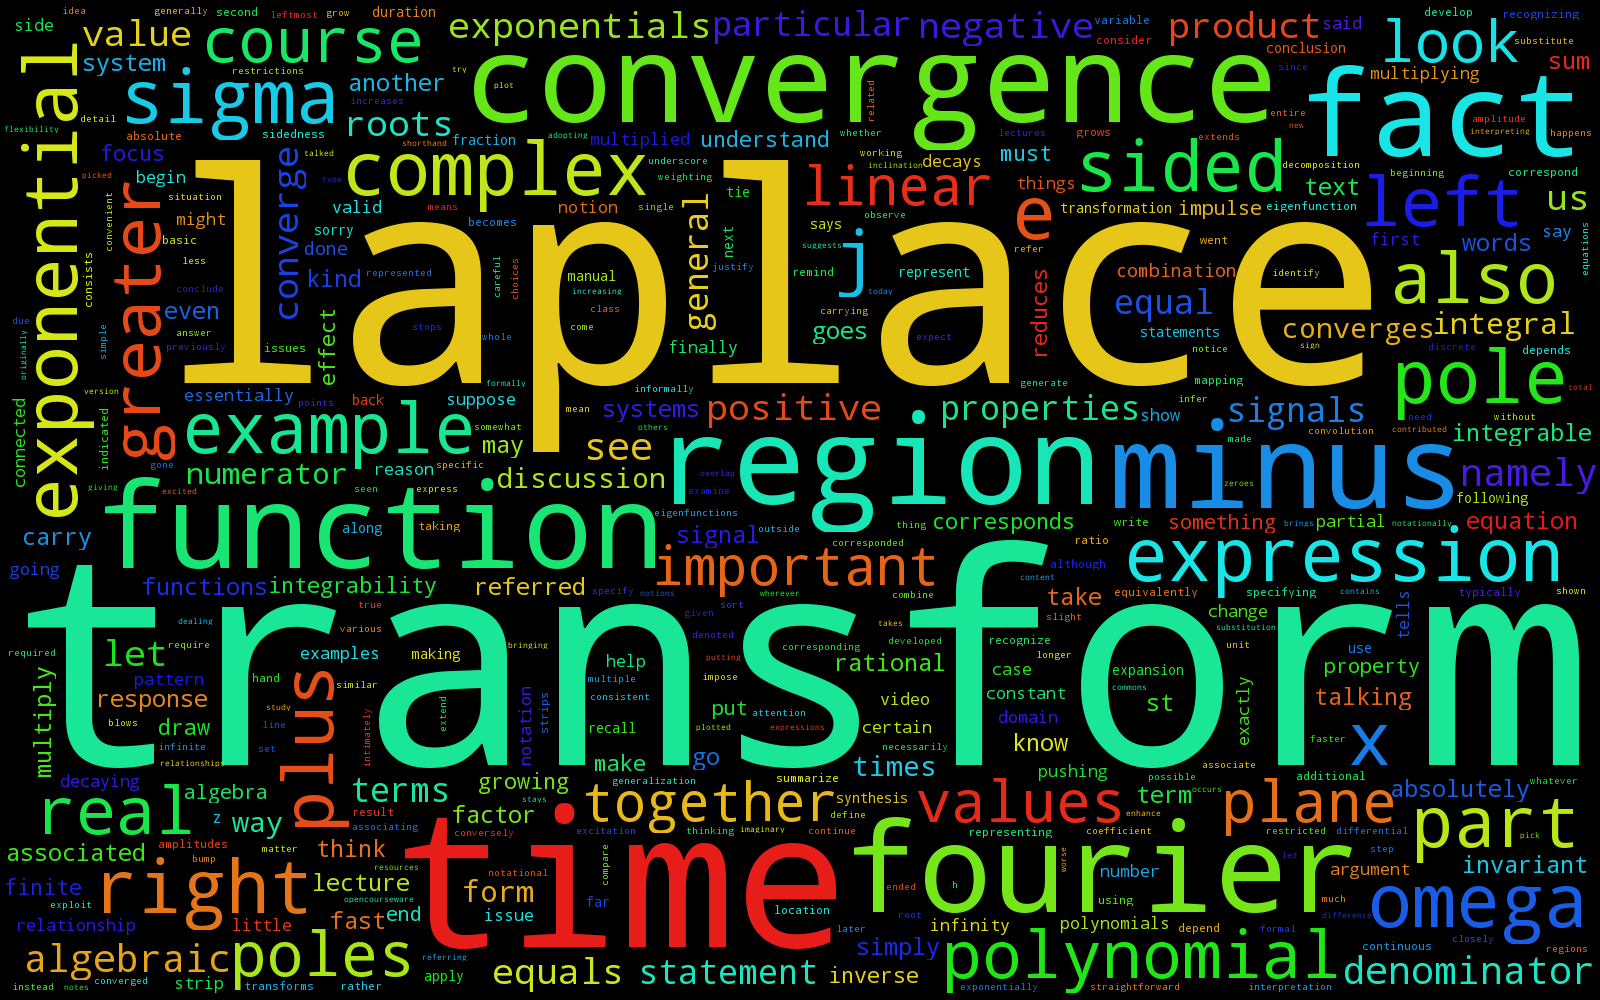 idea generally leftmost grow duration
side value course exponentials particular negative product said develop recognizing
second variable look substitute
system restrictions another try convergence consider conclusion multiplying sum
exponential sigma increases plot related since fact
flexibility detail absolute sidedness roots shorthand fraction adopting multiplied understand whether lectures grows entire new amplitude interpreting happens
focus talked converge complex underscore weighting working inclination decays must extends decomposition beginning correspond
begin situation type valid means notion single tie linear sided things text left us
greater might sorry becomes general says observe e transformation impulse eigenfunction
convenient basic done laplace next suggests j refer went first words say equations
consists less kind represented careful choices manual remind represent combination identify also
conclude even effect increasing class justify today reduces equal
due answer stops whole come goes carrying statements converges integral
originally simple previously issues finally expect notice sign discrete depends
essentially formally informally generate mapping pole
version points back suppose systems positive properties show infer signals total
connected indicated example somewhat mean others region made without need contributed
numerator reason specific may see convolution integrable
gone discussion overlap examine minus zeroes namely
giving excited seen express function following
carry along taking eigenfunctions signal outside thing corresponds write something brings partial notationally equation
going corresponded important ratio expression
functions integrability referred specify notions wherever combine although content take equivalently specifying contains typically shown
true dealing given sort denoted takes developed slight change substitution tells
required let require various transform putting corresponding recognize unit use
examples making bringing help rational longer case expansion property
pattern hand similar multiple impose consistent video constant commons
multiply response study plus extend notation strips put plotted attention certain domain st exactly talking
blows draw line intimately recall expressions know faster x
infinite set relationships make go necessarily times associate
decaying growing generalization summarize pushing possible additional whatever
real algebra terms stays together synthesis values term occurs plane absolutely
z way result factor define enhance
associated amplitudes associating conversely excitation thinking imaginary continue representing coefficient restricted differential part
bump matter think time fourier number step
finite right resources lecture notational compare worse led argument invariant
exploit opencourseware form ended h much omega
relationship little fast end issue far location root infinity using polynomials depend formal difference
later simply closely
algebraic poles referring apply equals statement inverse polynomial continuous regions denominator
instead notes converged strip transforms rather exponentially straightforward interpretation